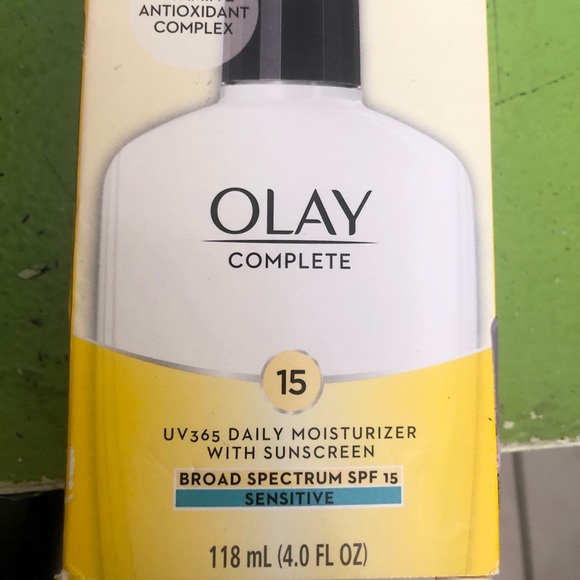 ANTIOXIDANT
COMPLEX
OLAY
COMPLETE
15
UV365 DAILY MOISTURIZER
WITH SUNSCREEN
BROAD SPECTRUM SPF 15
SENSITIVE
118 mL (4.0 FL OZ)